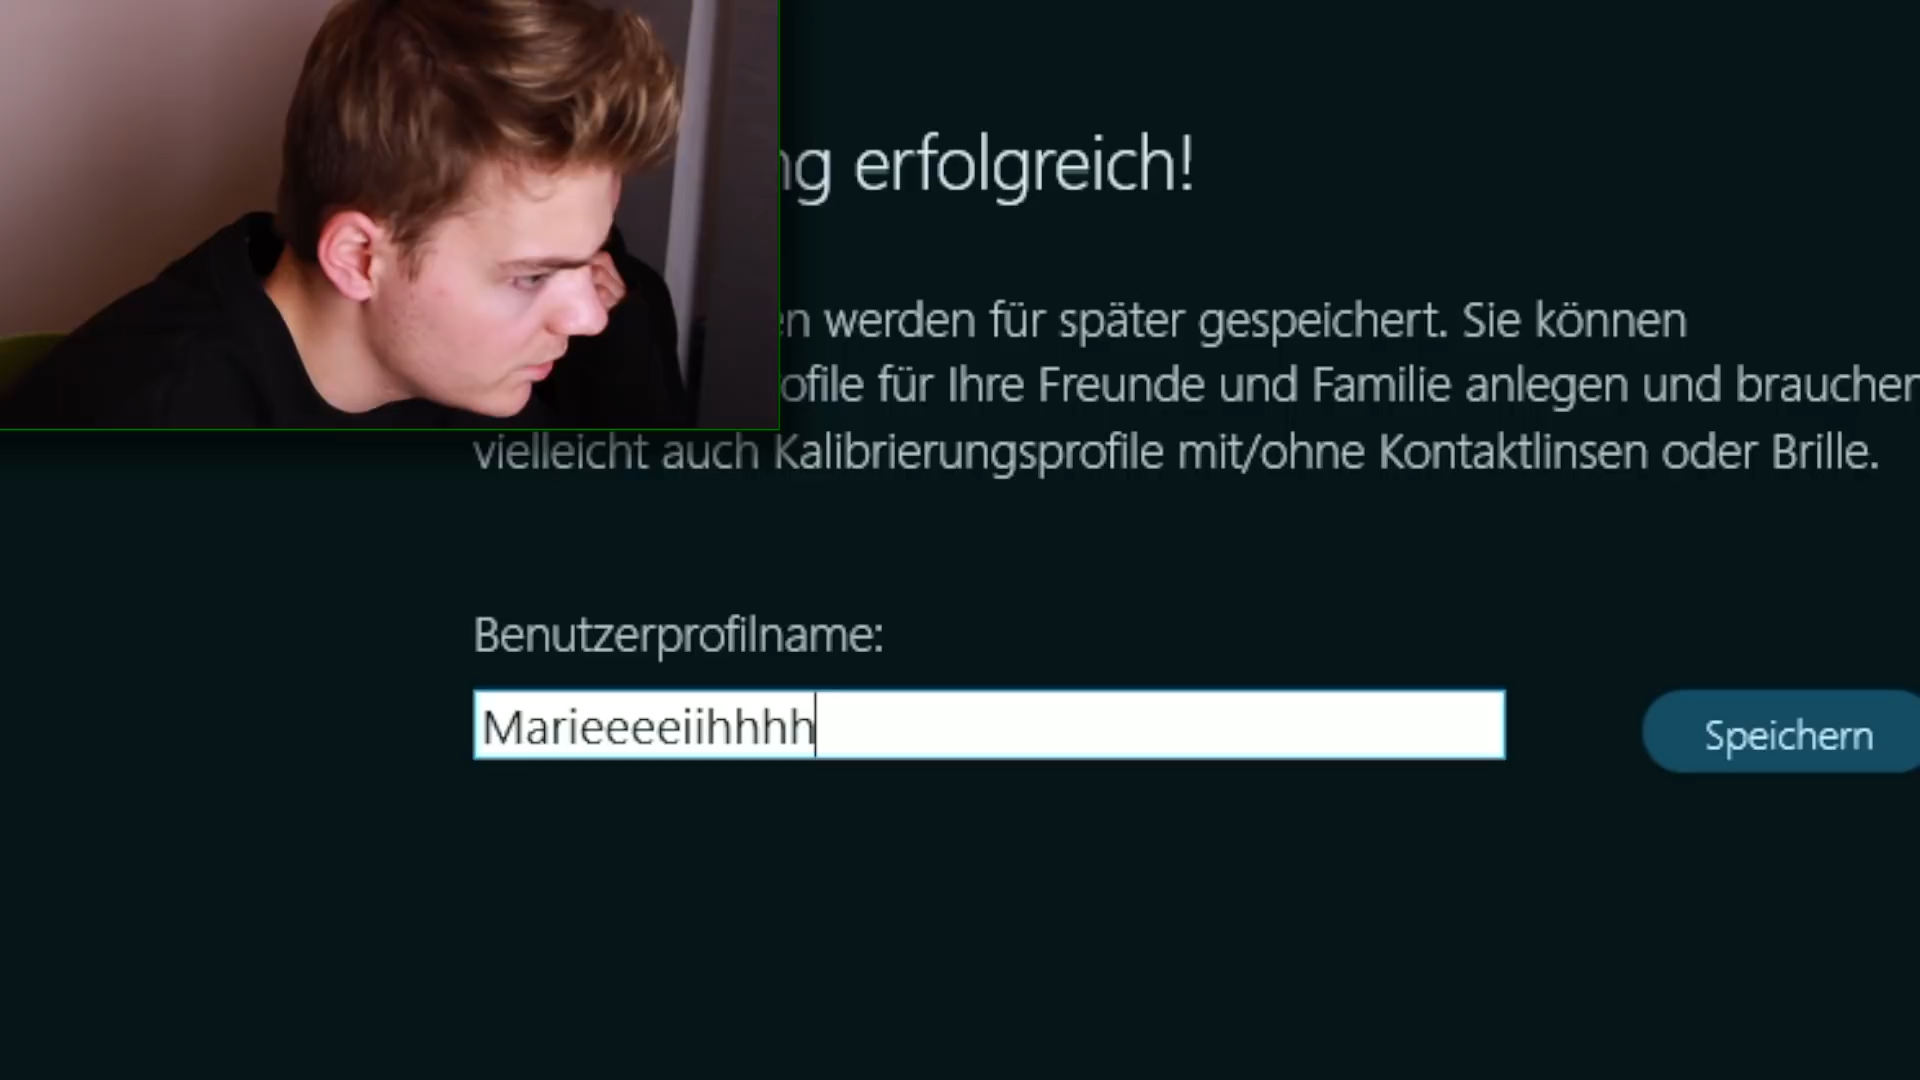 erfolgreich!
werden für später gespeichert. Sie können
für Ihre Freunde und Familie anlegen und brauchen
vielleicht auch Kalibrierungsprofile mit/ohne Kontaktlinsen oder Brille.
Benutzerprofilname:
Marieeeeiihhhh
Speichern